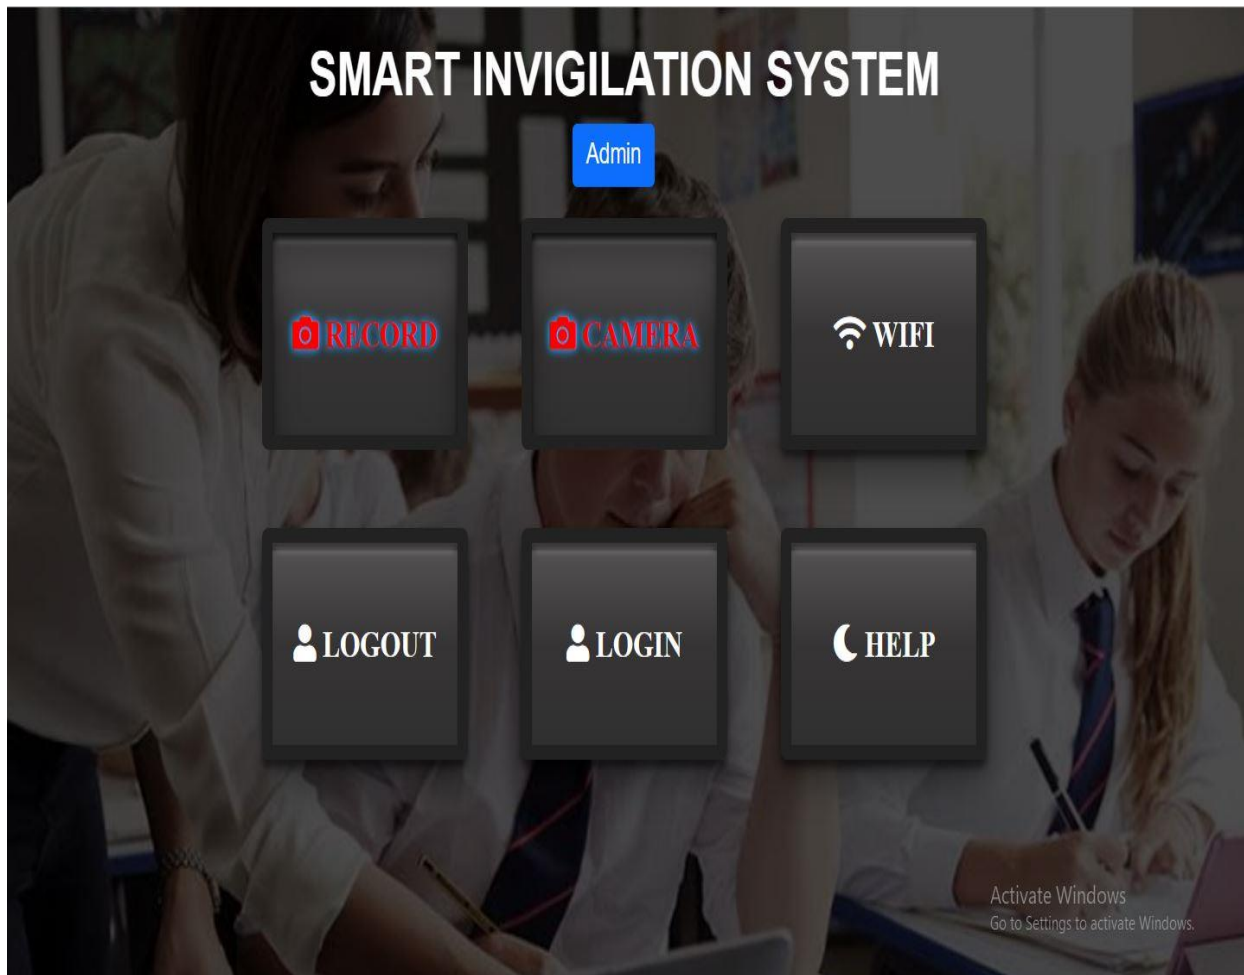 SMART INVIGILATION SYSTEM
Admin
RECORD
CAMERA
WIFI
LOGOUT
LOGIN
HELP
Activate Windows
Go to Settings to activate Windows.